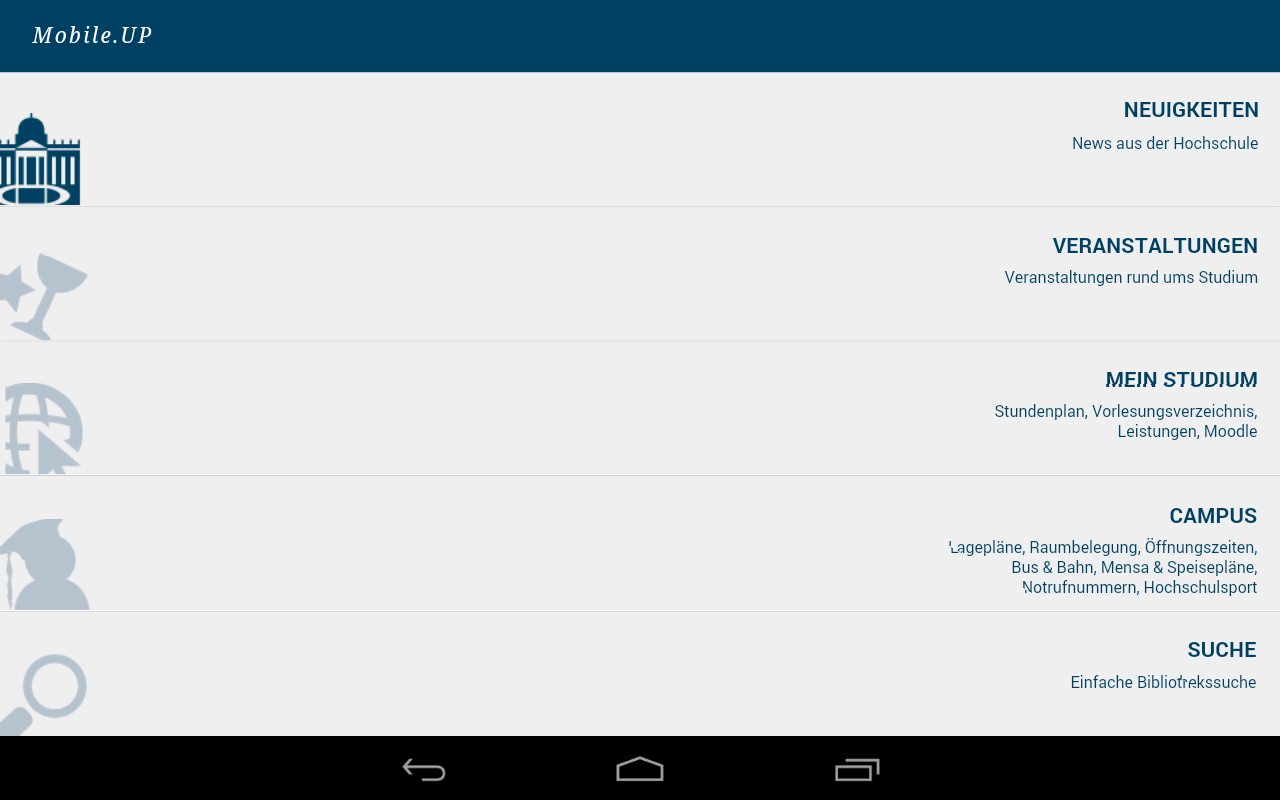 Mobile.UP
NEUIGKEITEN
News aus der Hochschule
VERANSTALTUNGEN
Veranstaltungen rund ums Studium
MEIN STUDIUM
Stundenplan, Vorlesungsverzeichnis,
Leistungen, Moodle
CAMPUS
Lagepläne, Raumbelegung, Öffnungszeiten,
Bus & Bahn, Mensa & Speisepläne,
Notrufnummern, Hochschulsport
SUCHE
Einfache Bibliothekssuche